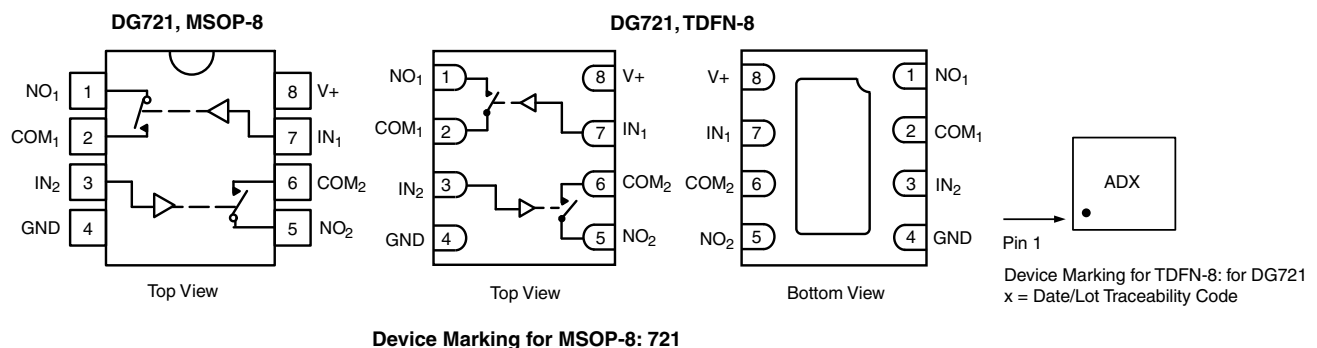 DG721, MSOP-8
NO1 1 8 V+
COM1 2 7 IN1
IN2 3 6 COM2
GND 4 5 NO2
Top View
DG721, TDFN-8
NO1 1 8 V+
COM1 2 7 IN1
IN2 3 6 COM2
GND 4 5 NO2
Top View
V+ 8 1 NO1
IN1 7 2 COM1
COM2 6 3 IN2
NO2 5 4 GND
Bottom View
ADX
Pin 1
Device Marking for TDFN-8: for DG721
x = Date/Lot Traceability Code
Device Marking for MSOP-8: 721